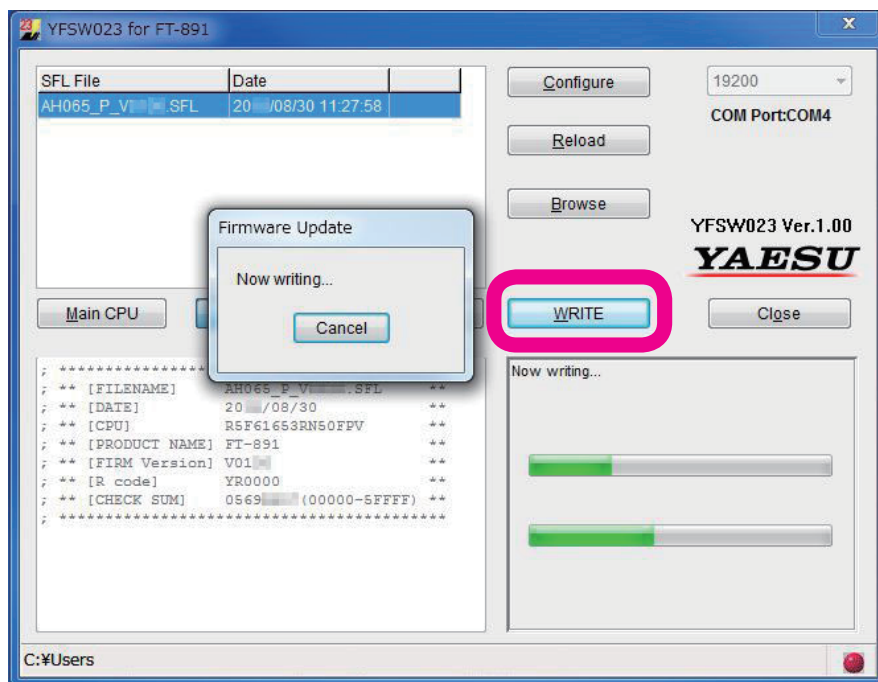 23
YFSW023 for FT-891
X
SFL File Date
AH065_P_V .SFL 20 /08/30 11:27:58
Configure
19200
COM Port:COM4
Reload
Browse
YFSW023 Ver.1.00
YAESU
Firmware Update
Now writing...
Cancel
Main CPU
WRITE
Close
; *****************
; ** [FILENAME] AH065_P_V .SFL **
; ** [DATE] 20 /08/30 **
; ** [CPU] R5F61653RN50FPV **
; ** [PRODUCT NAME] FT-891 **
; ** [FIRM Version] V01 **
; ** [R code] YR0000 **
; ** [CHECK SUM] 0569 (00000-5FFFF) **
; ******************************************
Now writing...
C:¥Users